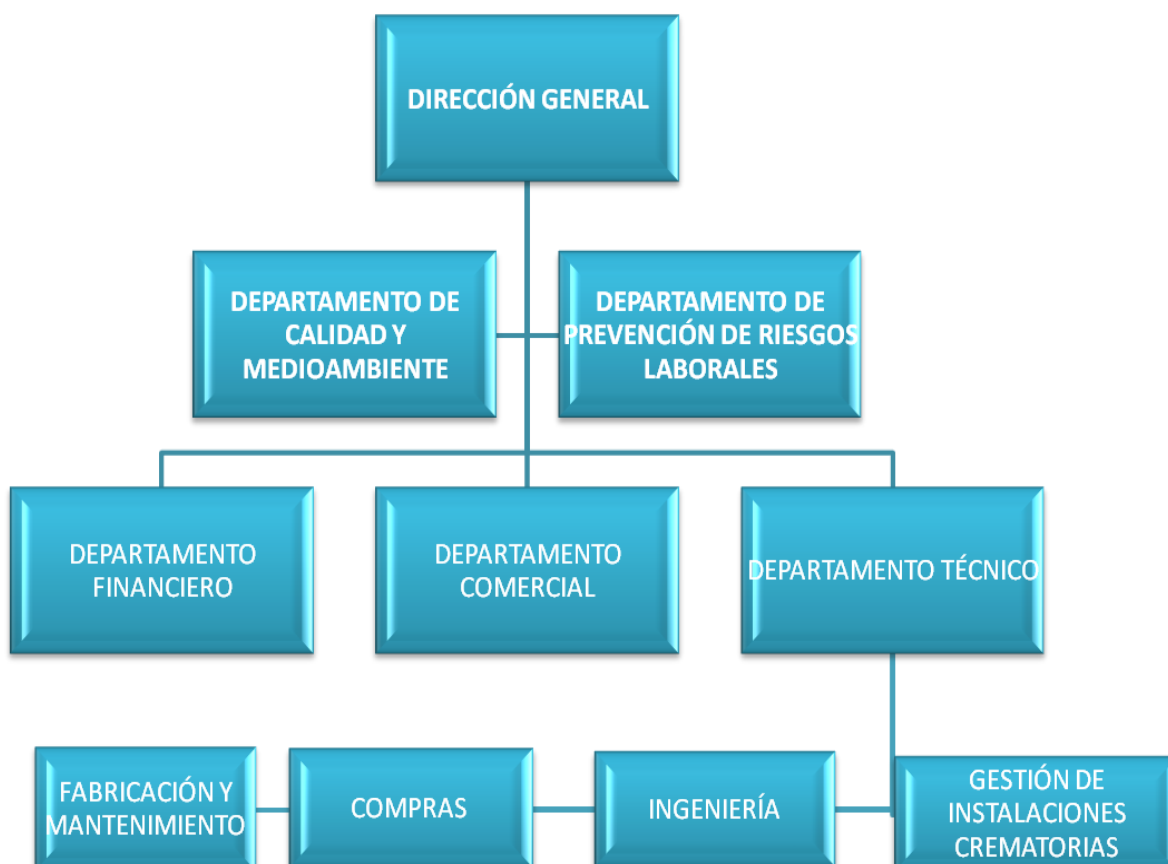 DIRECCIÓN GENERAL
DEPARTAMENTO DE
CALIDAD Y
MEDIOAMBIENTE
DEPARTAMENTO DE
PREVENCIÓN DE RIESGOS
LABORALES
DEPARTAMENTO
FINANCIERO
DEPARTAMENTO
COMERCIAL
DEPARTAMENTO TÉCNICO
FABRICACIÓN Y
MANTENIMIENTO
COMPRAS
INGENIERÍA
GESTIÓN DE
INSTALACIONES
CREMATORIAS